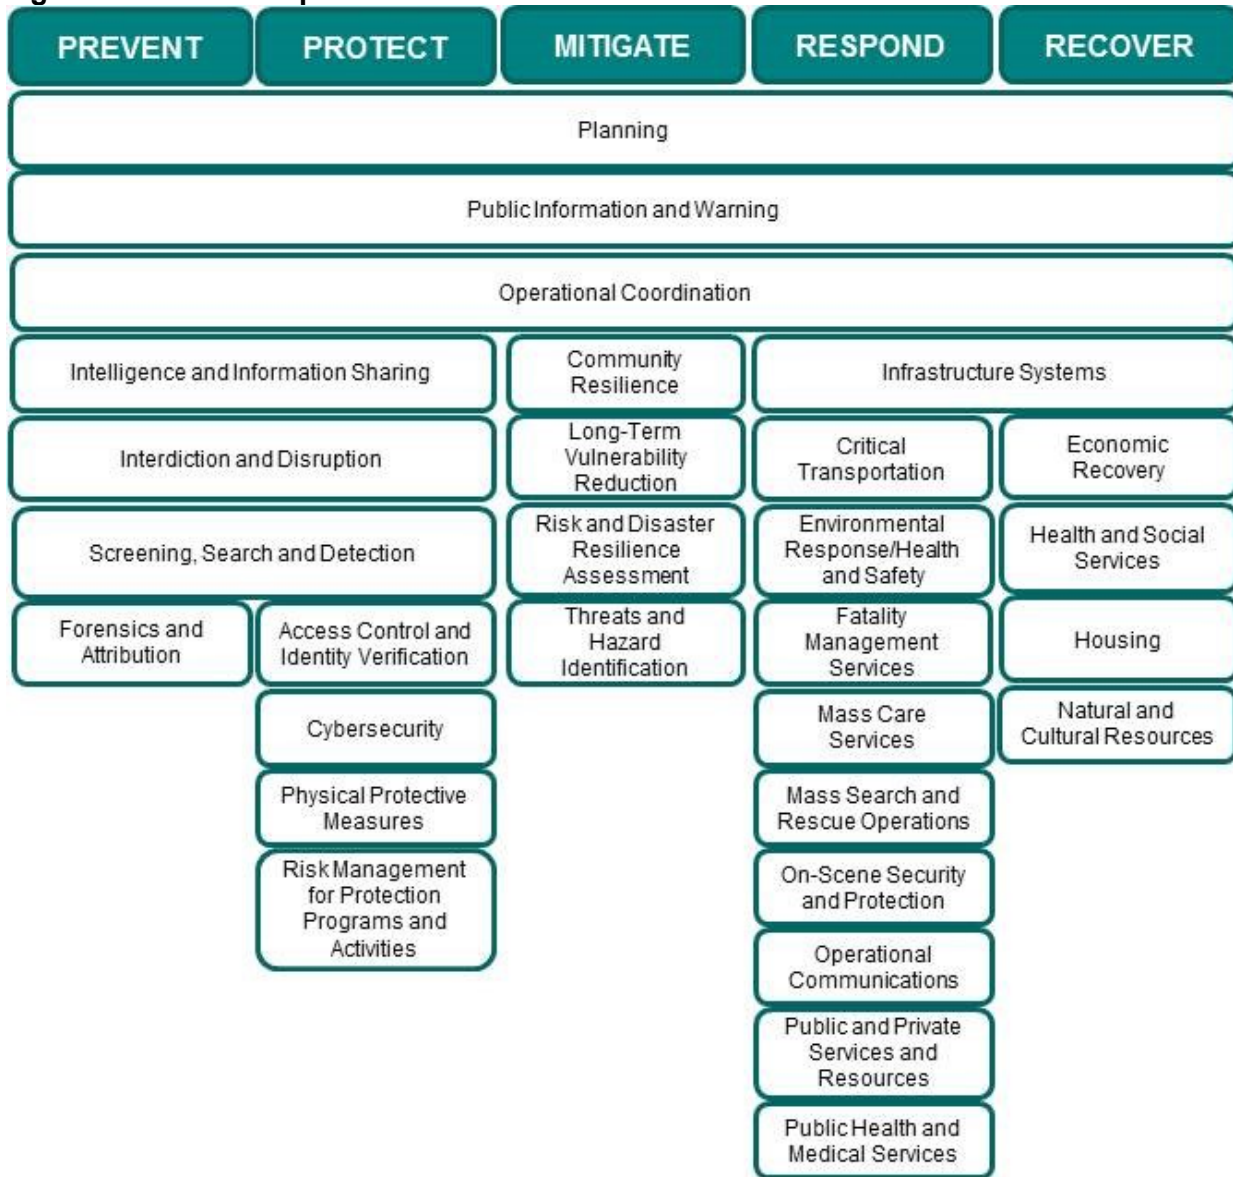 PREVENT PROTECT MITIGATE RESPOND RECOVER
Planning
Public Information and Warning
Operational Coordination
Intelligence and Information Sharing
Community
Resilience
Infrastructure Systems
Interdiction and Disruption
Long-Term
Vulnerability
Reduction
Critical
Transportation
Economic
Recovery
Screening, Search and Detection
Risk and Disaster
Resilience
Assessment
Environmental
Response/Health
and Safety
Health and Social
Services
Forensics and
Attribution
Access Control and
Identity Verification
Threats and
Hazard
Identification
Fatality
Management
Services
Housing
Cybersecurity
Mass Care
Services
Natural and
Cultural Resources
Physical Protective
Measures
Mass Search and
Rescue Operations
Risk Management
for Protection
Programs and
Activities
On-Scene Security
and Protection
Operational
Communications
Public and Private
Services and
Resources
Public Health and
Medical Services